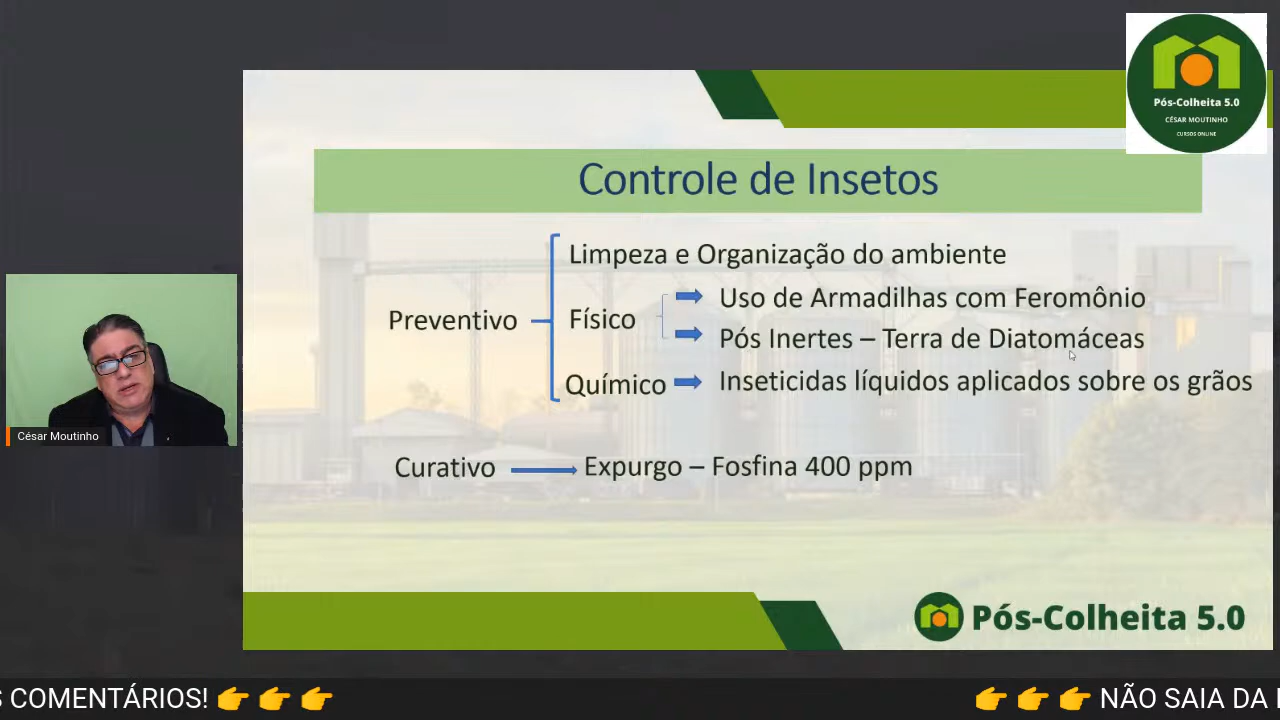 Pós-Colheita 5.0
CÉSAR MOUTINHO
CURSOS ONLINE
Controle de Insetos
Limpeza e Organização do ambiente
Preventivo
Físico
Uso de Armadilhas com Feromônio
Pós Inertes – Terra de Diatomáceas
Químico
Inseticidas líquidos aplicados sobre os grãos
Curativo
Expurgo – Fosfina 400 ppm
César Moutinho
Pós-Colheita 5.0
S COMENTÁRIOS! 👉 👉 👉
👉 👉 👉 NÃO SAIA DA